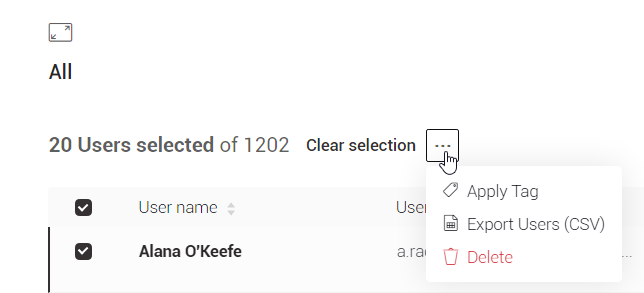 All
20 Users selected of 1202 Clear selection ...
Apply Tag
User name
Export Users (CSV)
Alana O'Keefe
Delete